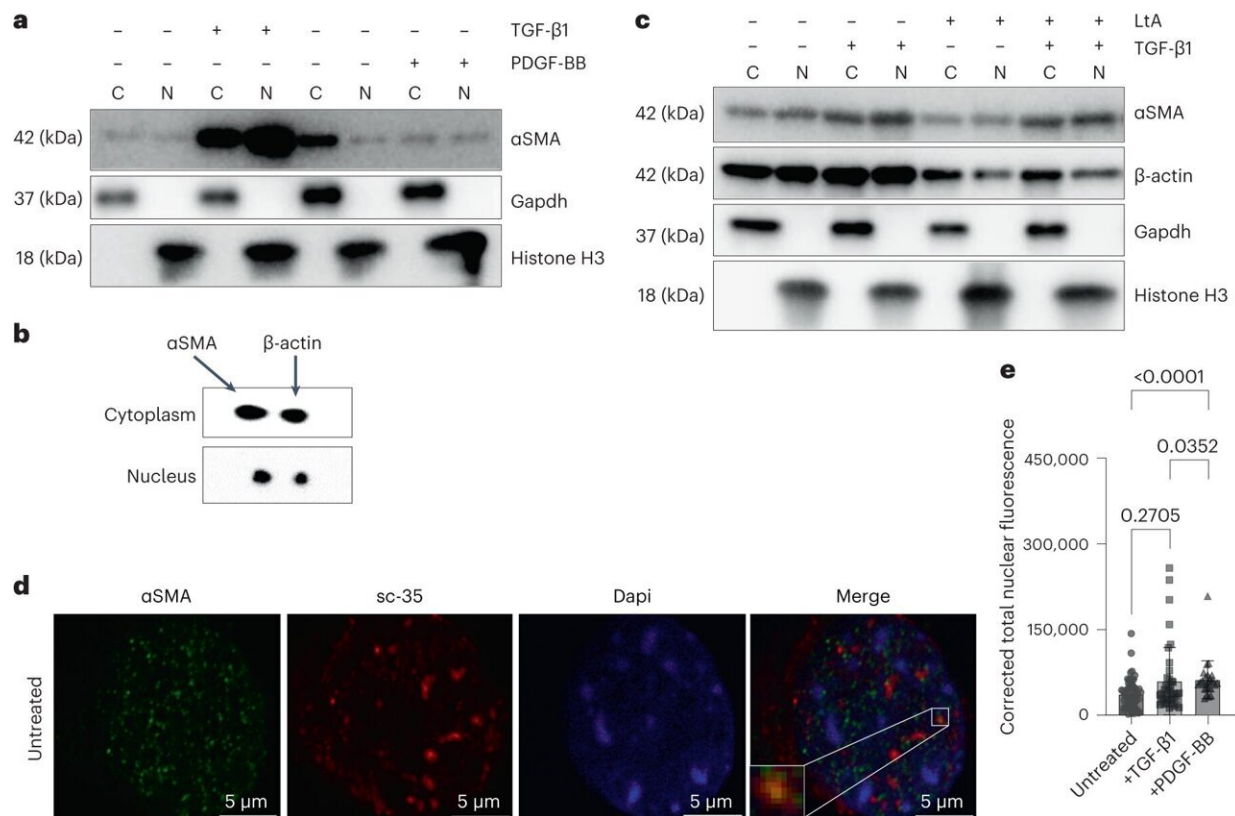 a
– – + + – – – – TGF-β1
– – – – – – + + PDGF-BB
C N C N C N C N
42 (kDa) αSMA
37 (kDa) Gapdh
18 (kDa) Histone H3
b
αSMA β-actin
Cytoplasm
Nucleus
c
– – – – + + + + LtA
– – + + – – + + TGF-β1
C N C N C N C N
42 (kDa) αSMA
42 (kDa) β-actin
37 (kDa) Gapdh
18 (kDa) Histone H3
d
αSMA sc-35 Dapi Merge
Untreated
5 μm 5 μm 5 μm 5 μm
e
<0.0001
0.0352
0.2705
Corrected total nuclear fluorescence
450,000
300,000
150,000
0
Untreated
+TGF-β1
+PDGF-BB